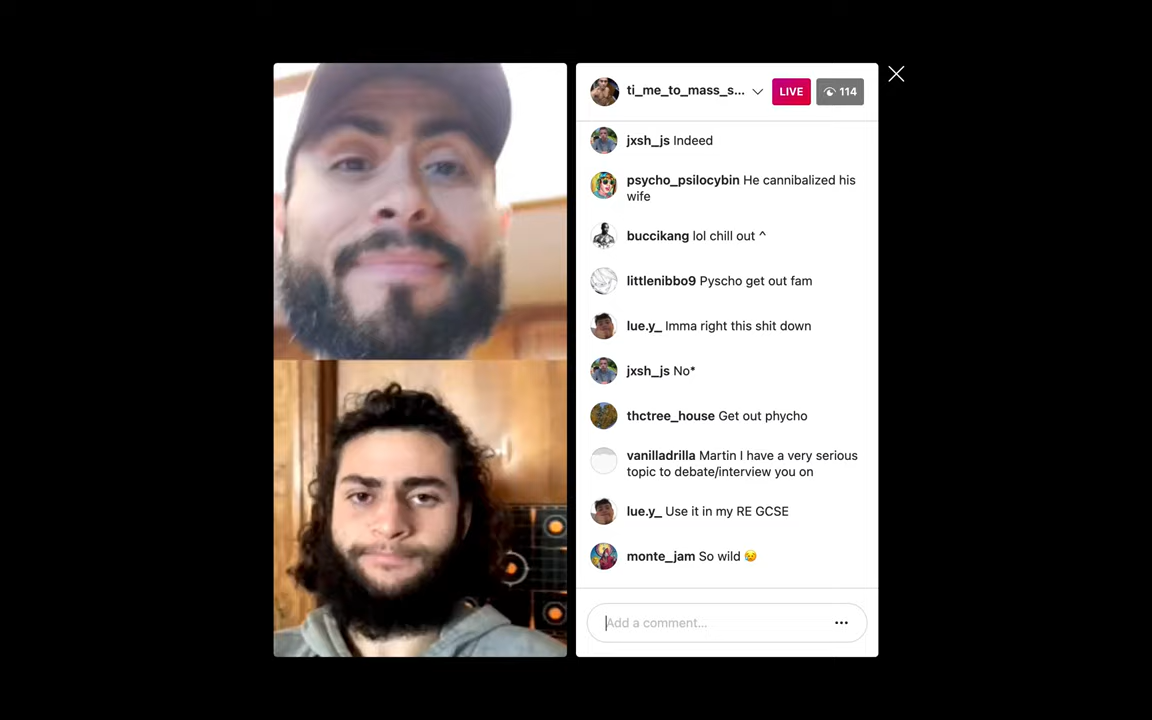 ti_me_to_mass_s...
LIVE
114
jxsh_js Indeed
psycho_psilocybin He cannibalized his
wife
buccikang lol chill out ^
littlenibbo9 Pyscho get out fam
lue.y_ Imma right this shit down
jxsh_js No*
thctree_house Get out phycho
vanilladrilla Martin I have a very serious
topic to debate/interview you on
lue.y_ Use it in my RE GCSE
monte_jam So wild 😥
Add a comment...